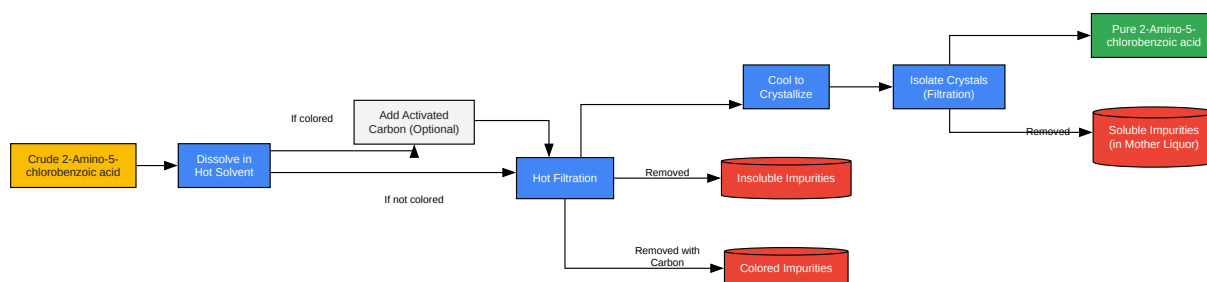 Crude 2-Amino-5-
chlorobenzoic acid
Dissolve in
Hot Solvent
If colored
Add Activated
Carbon (Optional)
If not colored
Hot Filtration
Removed
Insoluble Impurities
Removed with
Carbon
Colored Impurities
Cool to
Crystallize
Isolate Crystals
(Filtration)
Pure 2-Amino-5-
chlorobenzoic acid
Removed
Soluble Impurities
(in Mother Liquor)